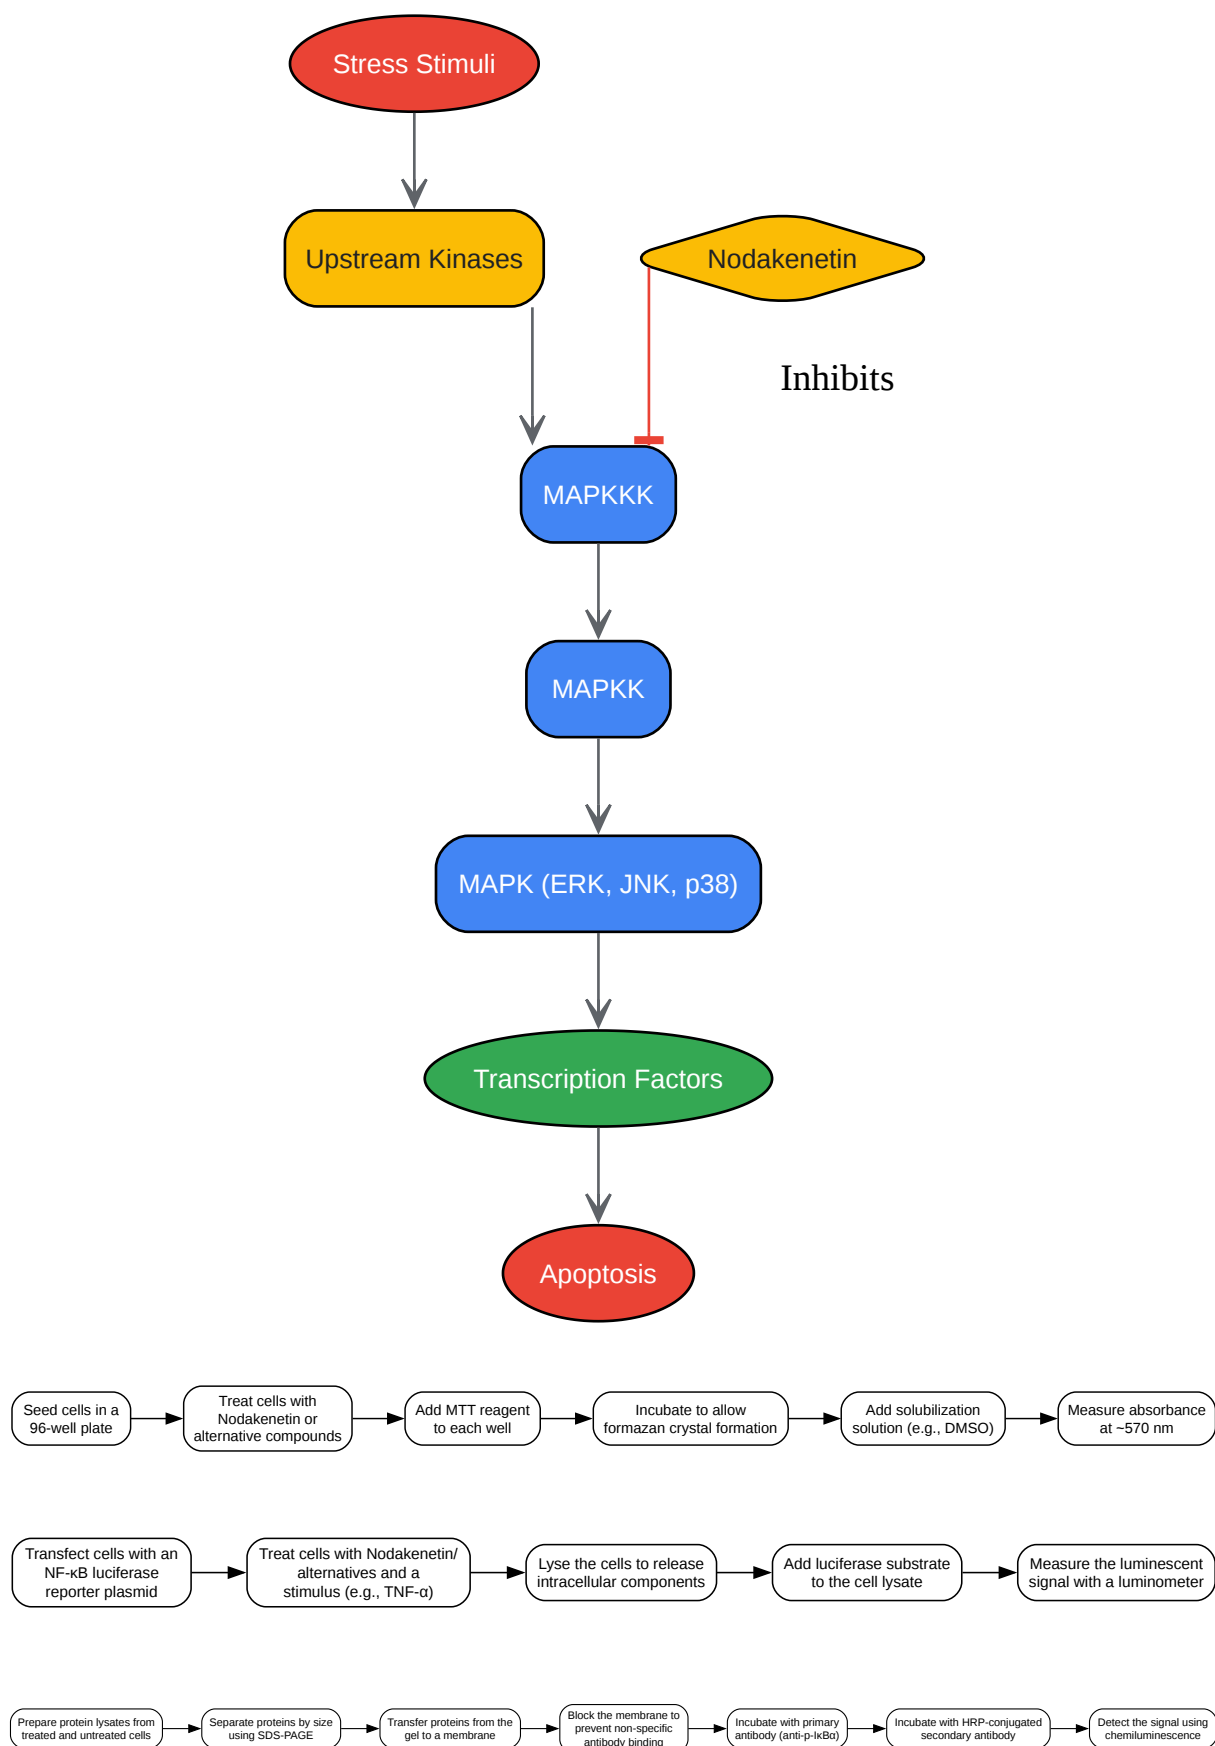 Stress Stimuli
Upstream Kinases
Nodakenetin
Inhibits
MAPKKK
MAPKK
MAPK (ERK, JNK, p38)
Transcription Factors
Apoptosis
Seed cells in a
96-well plate
Treat cells with
Nodakenetin or
alternative compounds
Add MTT reagent
to each well
Incubate to allow
formazan crystal formation
Add solubilization
solution (e.g., DMSO)
Measure absorbance
at ~570 nm
Transfect cells with an
NF-κB luciferase
reporter plasmid
Treat cells with Nodakenetin/
alternatives and a
stimulus (e.g., TNF-α)
Lyse the cells to release
intracellular components
Add luciferase substrate
to the cell lysate
Measure the luminescent
signal with a luminometer
Prepare protein lysates from
treated and untreated cells
Separate proteins by size
using SDS-PAGE
Transfer proteins from the
gel to a membrane
Block the membrane to
prevent non-specific
antibody binding
Incubate with primary
antibody (anti-p-IκBα)
Incubate with HRP-conjugated
secondary antibody
Detect the signal using
chemiluminescence